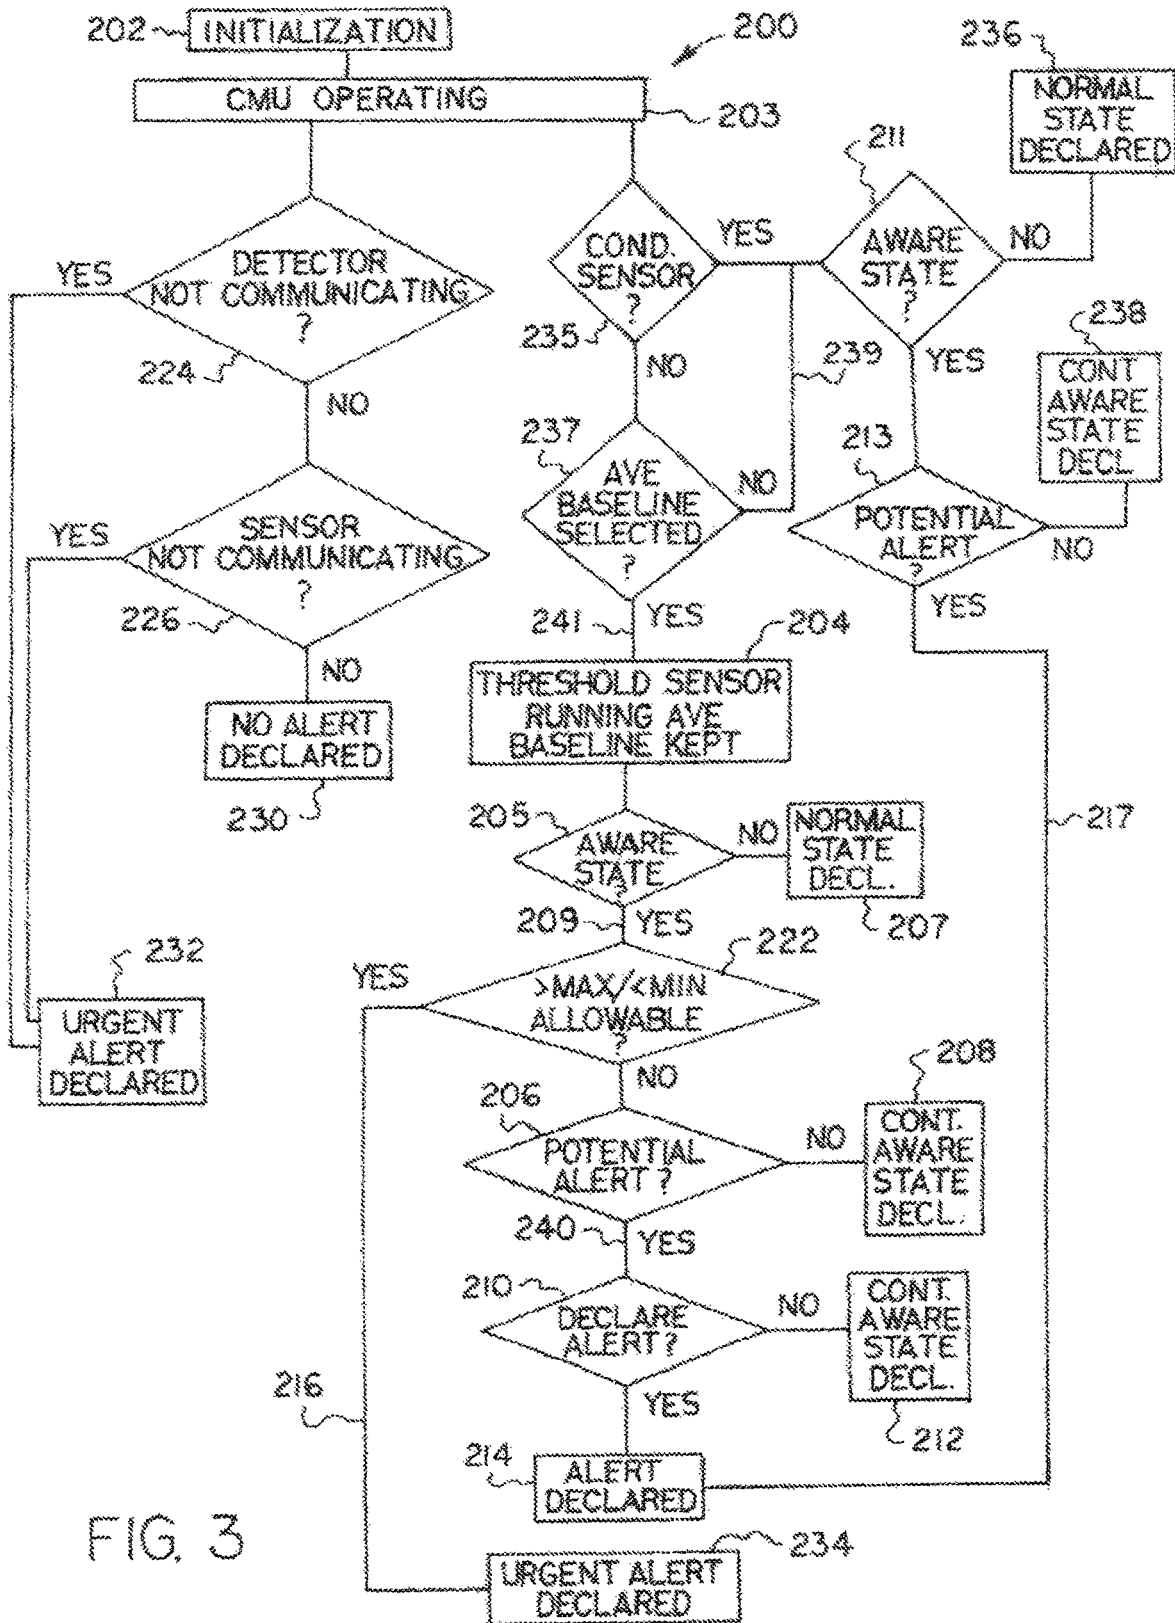 202
INITIALIZATION
200
CMU OPERATING
203
236
NORMAL
STATE
DECLARED
211
YES
DETECTOR
NOT COMMUNICATING
?
224
NO
COND.
SENSOR
?
235
YES
NO
AWARE
STATE
?
NO
YES
239
238
CONT
AWARE
STATE
DECL
237
AVE
BASELINE
SELECTED
?
NO
213
POTENTIAL
ALERT
?
NO
YES
YES
SENSOR
NOT COMMUNICATING
?
226
NO
NO ALERT
DECLARED
230
241
YES
204
THRESHOLD SENSOR
RUNNING AVE
BASELINE KEPT
217
205
AWARE
STATE
?
NO
NORMAL
STATE
DECL.
207
209
YES
222
YES
>MAX/<MIN
ALLOWABLE
?
232
URGENT
ALERT
DECLARED
NO
206
POTENTIAL
ALERT?
NO
208
CONT.
AWARE
STATE
DECL.
240
YES
210
DECLARE
ALERT?
NO
CONT.
AWARE
STATE
DECL.
212
216
YES
214
ALERT
DECLARED
FIG. 3
234
URGENT ALERT
DECLARED